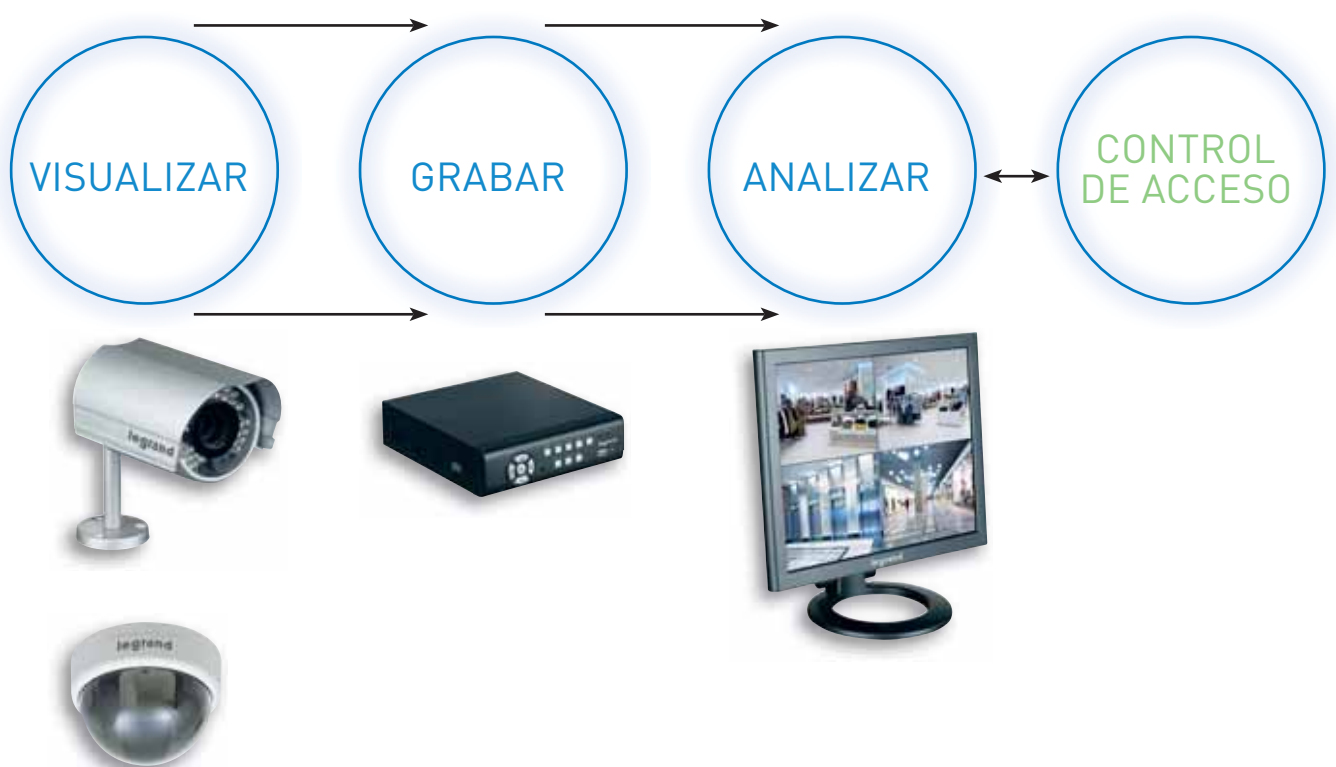 VISUALIZAR
GRABAR
ANALIZAR
CONTROL
DE ACCESO
legrand
legrand
legrand